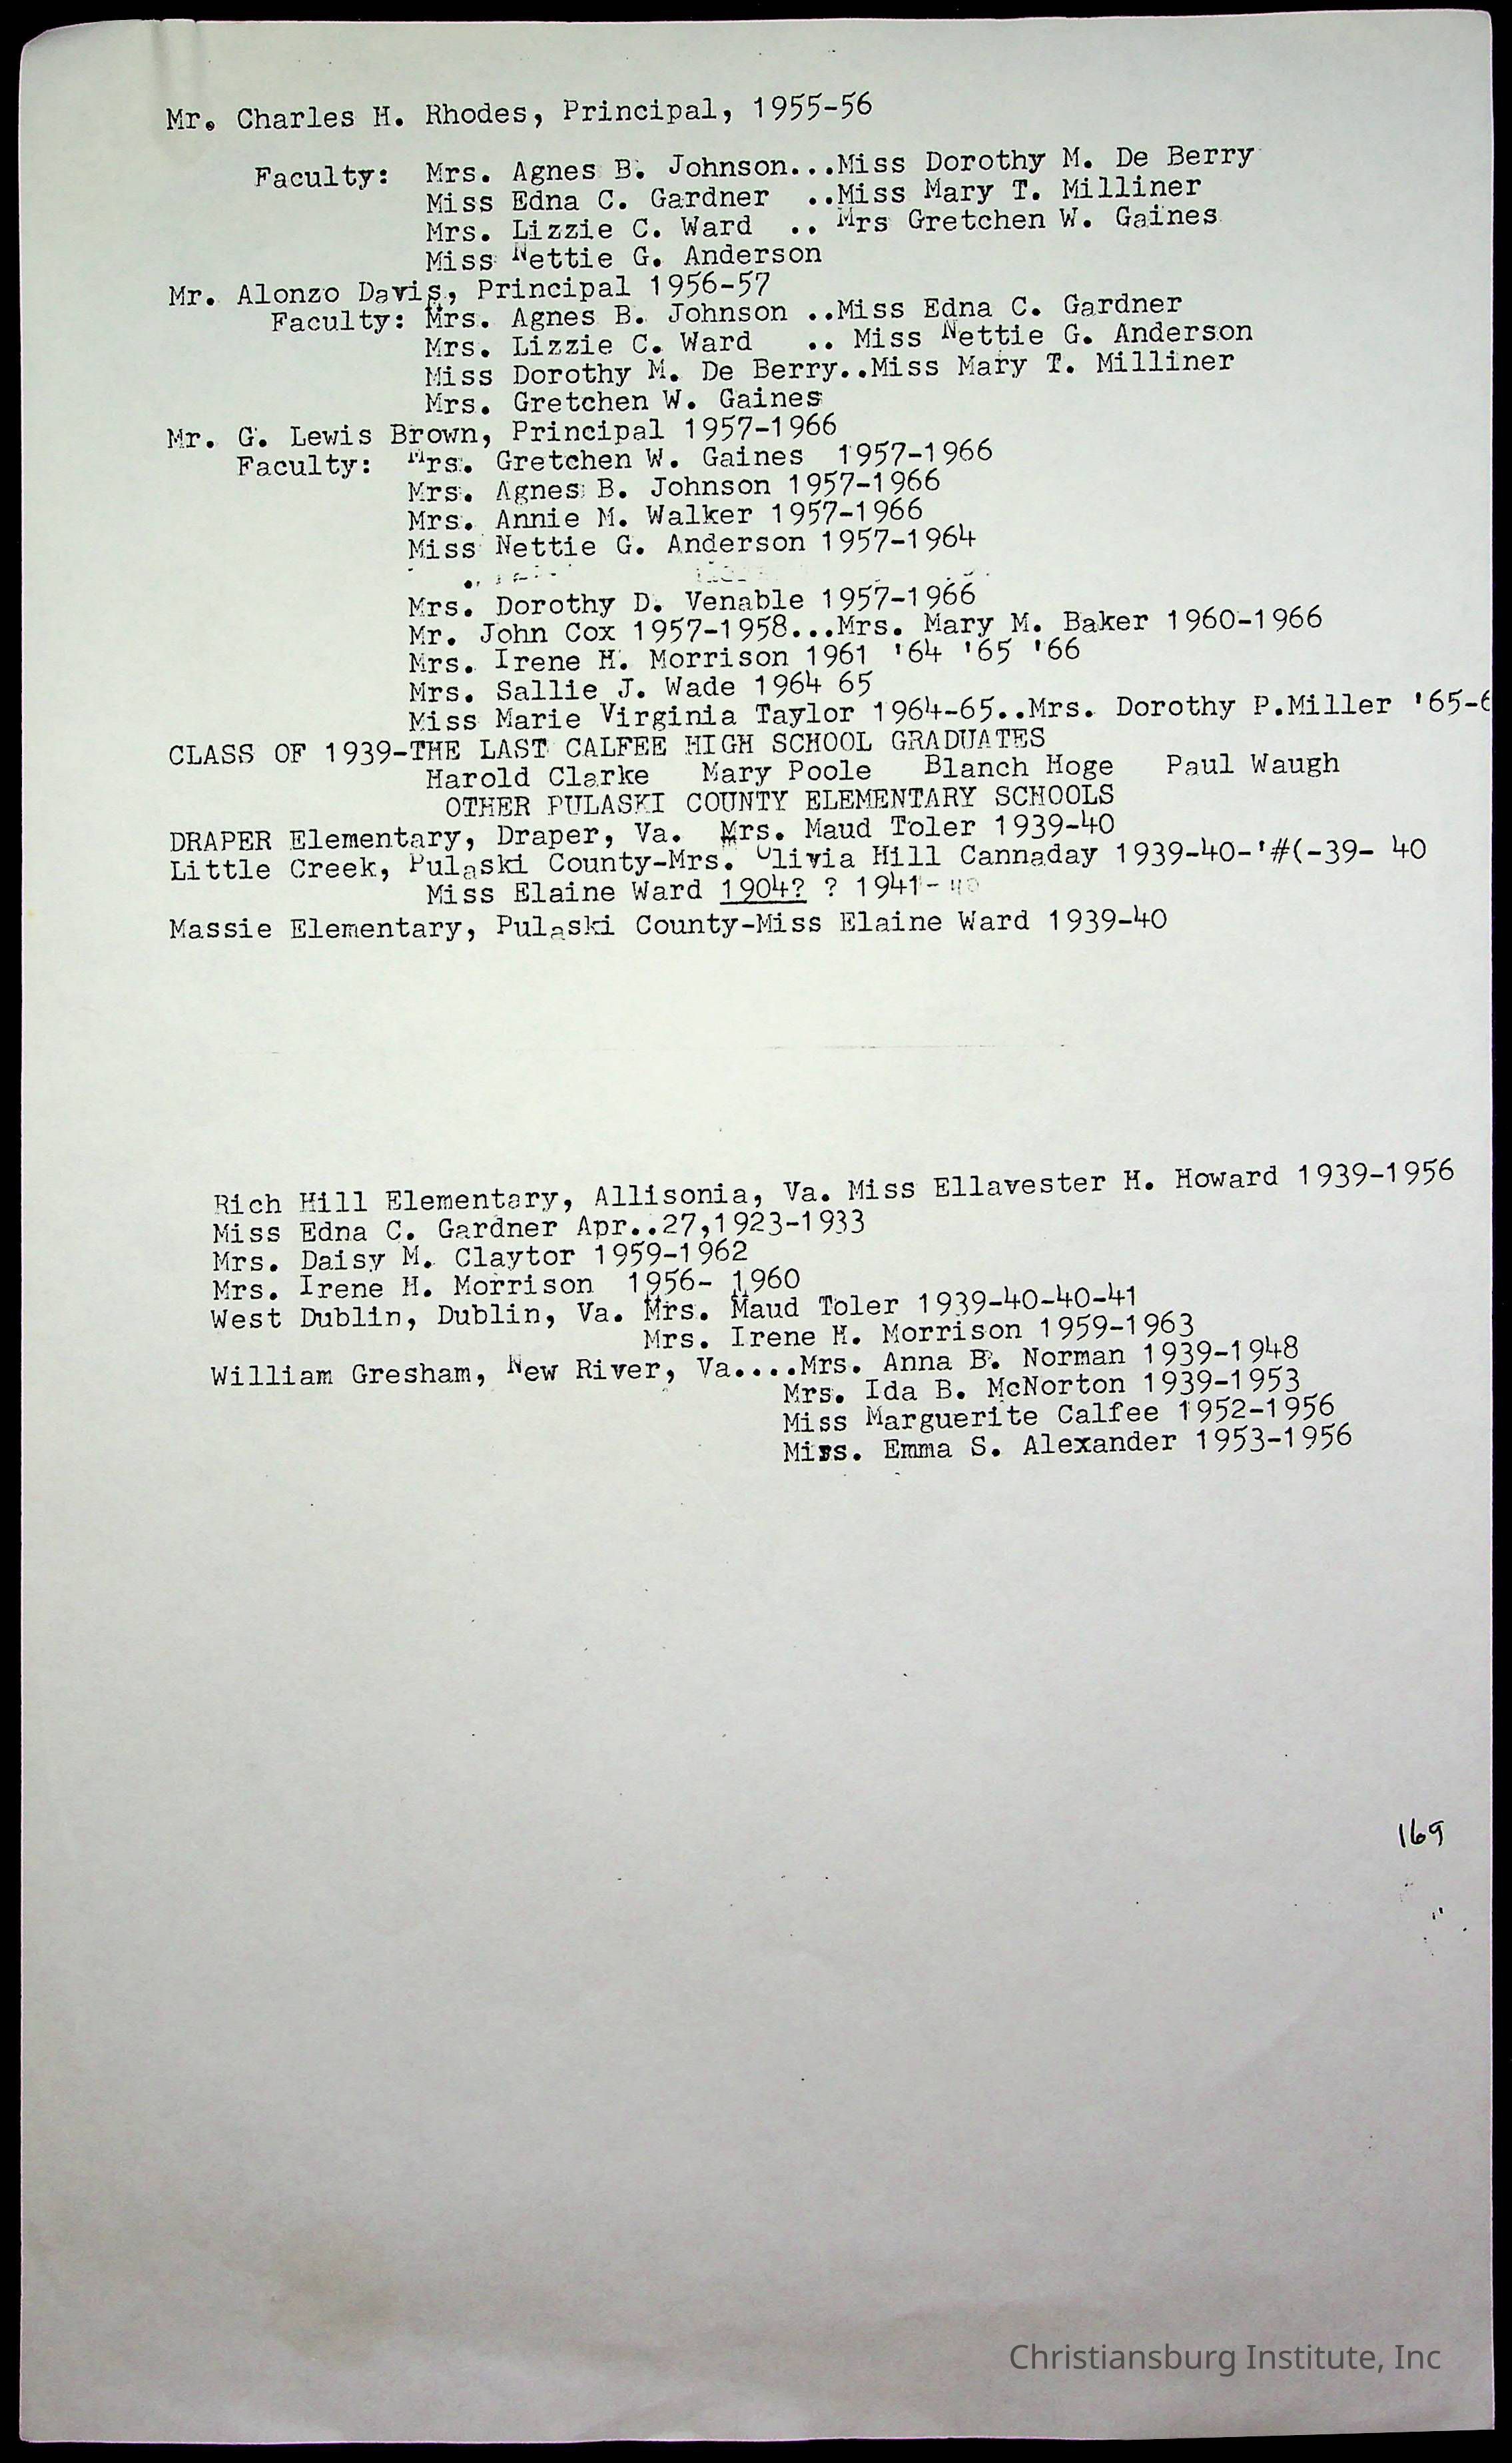 Mr. Charles H. Rhodes, Principal, 1955-56
Faculty: Mrs. Agnes B. Johnson...Miss Dorothy M. De Berry
Miss Edna C. Gardner ..Miss Mary T. Milliner
Mrs. Lizzie C. Ward .. Mrs Gretchen W. Gaines
Miss Nettie G. Anderson
Mr. Alonzo Davis, Principal 1956-57
Faculty: Mrs. Agnes B. Johnson ..Miss Edna C. Gardner
Mrs. Lizzie C. Ward .. Miss Nettie G. Anderson
Miss Dorothy M. De Berry..Miss Mary T. Milliner
Mrs. Gretchen W. Gaines
Mr. G. Lewis Brown, Principal 1957-1966
Faculty: Mrs. Gretchen W. Gaines 1957-1966
Mrs. Agnes B. Johnson 1957-1966
Mrs. Annie M. Walker 1957-1966
Miss Nettie G. Anderson 1957-1964
Mrs. Dorothy D. Venable 1957-1966
Mr. John Cox 1957-1958...Mrs. Mary M. Baker 1960-1966
Mrs. Irene H. Morrison 1961 '64 '65 '66
Mrs. Sallie J. Wade 1964 65
Miss Marie Virginia Taylor 1964-65..Mrs. Dorothy P.Miller '65-6
CLASS OF 1939-THE LAST CALFEE HIGH SCHOOL GRADUATES
Harold Clarke Mary Poole Blanch Hoge Paul Waugh
OTHER PULASKI COUNTY ELEMENTARY SCHOOLS
DRAPER Elementary, Draper, Va. Mrs. Maud Toler 1939-40
Little Creek, Pulaski County-Mrs. Olivia Hill Cannaday 1939-40-'#(-39- 40
Miss Elaine Ward 1904? ? 1941-
Massie Elementary, Pulaski County-Miss Elaine Ward 1939-40
Rich Hill Elementary, Allisonia, Va. Miss Ellavester H. Howard 1939-1956
Miss Edna C. Gardner Apr..27,1923-1933
Mrs. Daisy M. Claytor 1959-1962
Mrs. Irene H. Morrison 1956- 1960
West Dublin, Dublin, Va. Mrs. Maud Toler 1939-40-40-41
Mrs. Irene H. Morrison 1959-1963
William Gresham, New River, Va....Mrs. Anna B. Norman 1939-1948
Mrs. Ida B. McNorton 1939-1953
Miss Marguerite Calfee 1952-1956
Miss. Emma S. Alexander 1953-1956
169
Christiansburg Institute, Inc